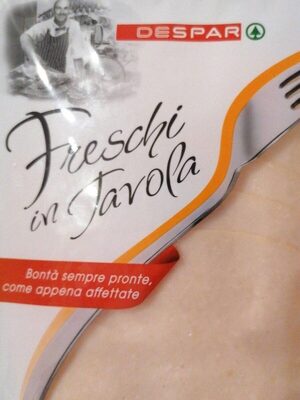 DESPAR
Freschi
in Tavola
Bontà sempre pronte,
come appena affettate